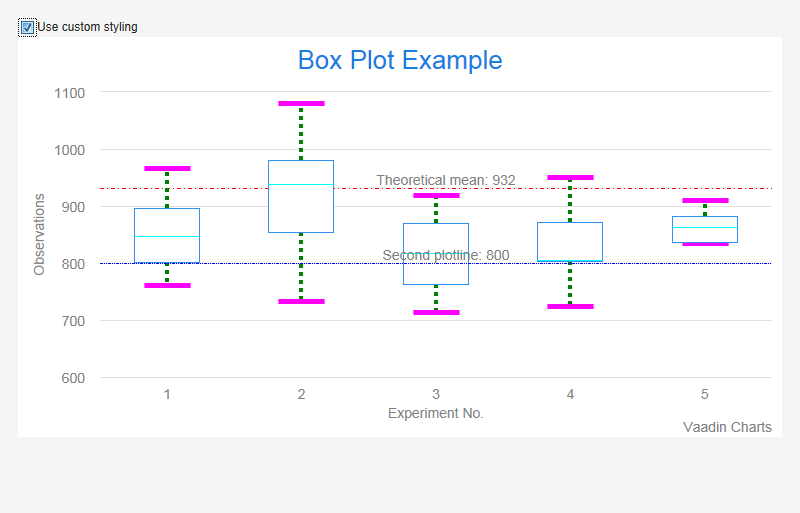 Use custom styling
Box Plot Example
1100
1000
900
800
700
600
Observations
Theoretical mean: 932
Second plotline: 800
1 2 3 4 5
Experiment No.
Vaadin Charts